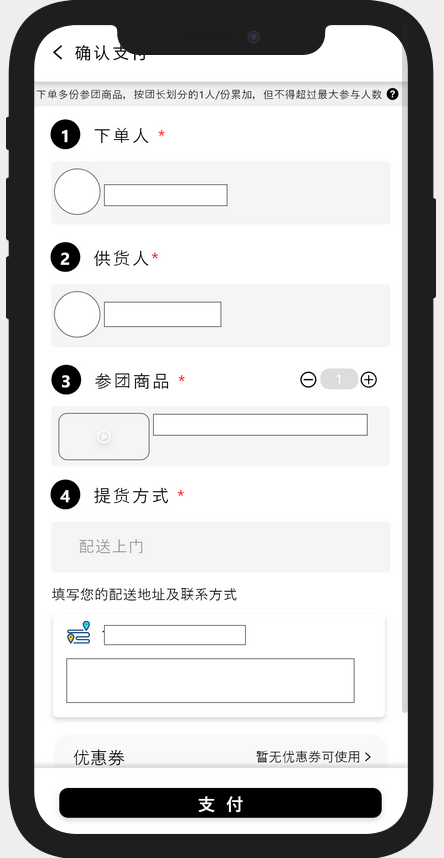 确认支付
下单多份参团商品，按团长划分的1人/份累加，但不得超过最大参与人数 ?
1 下单人 *
2 供货人*
3 参团商品 * 1
4 提货方式 *
配送上门
填写您的配送地址及联系方式
优惠券 暂无优惠券可使用
支 付